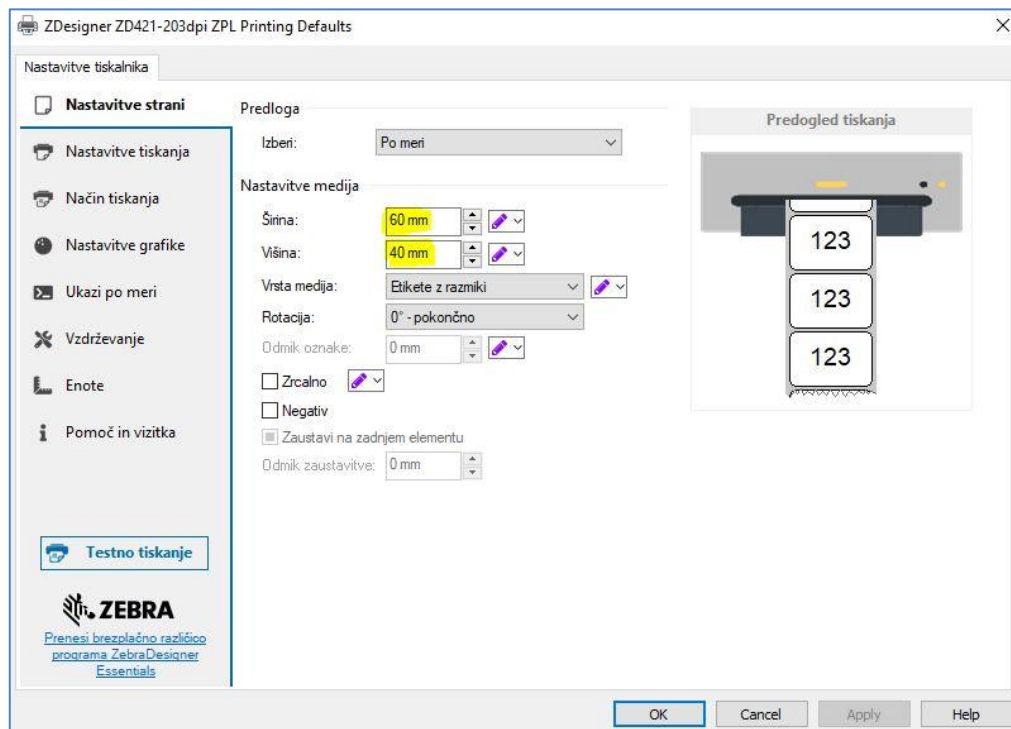 ZDesigner ZD421-203dpi ZPL Printing Defaults
Nastavitve tiskalnika
Nastavitve strani
Nastavitve tiskanja
Način tiskanja
Nastavitve grafike
Ukazi po meri
Vzdrževanje
Enote
Pomoč in vizitka
Testno tiskanje
ZEBRA
Prenesi brezplačno različico
programa ZebraDesigner
Essentials
Predloga
Izberi: Po meri
Nastavitve medija
Širina: 60 mm
Višina: 40 mm
Vrsta medija: Etikete z razmiki
Rotacija: 0° - pokončno
Odmik oznake: 0 mm
Zrcalno
Negativ
Zaustavi na zadnjem elementu
Odmik zaustavitve: 0 mm
Predogled tiskanja
123
123
123
OK Cancel Apply Help